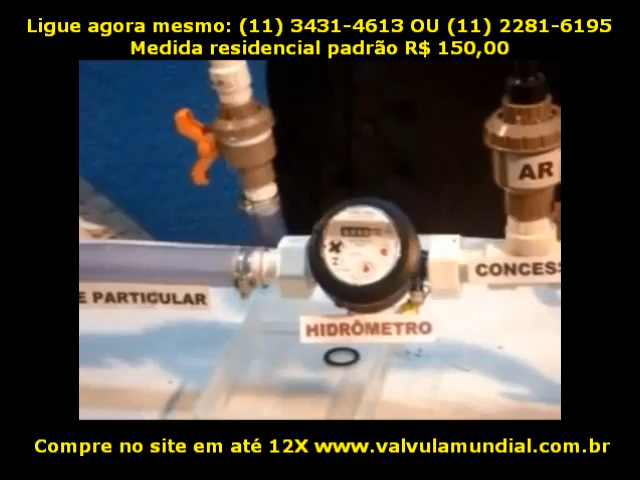 Ligue agora mesmo: (11) 3431-4613 OU (11) 2281-6195
Medida residencial padrão R$ 150,00
AR
CONCESS
E PARTICULAR
HIDRÔMETRO
Compre no site em até 12X www.valvulamundial.com.br